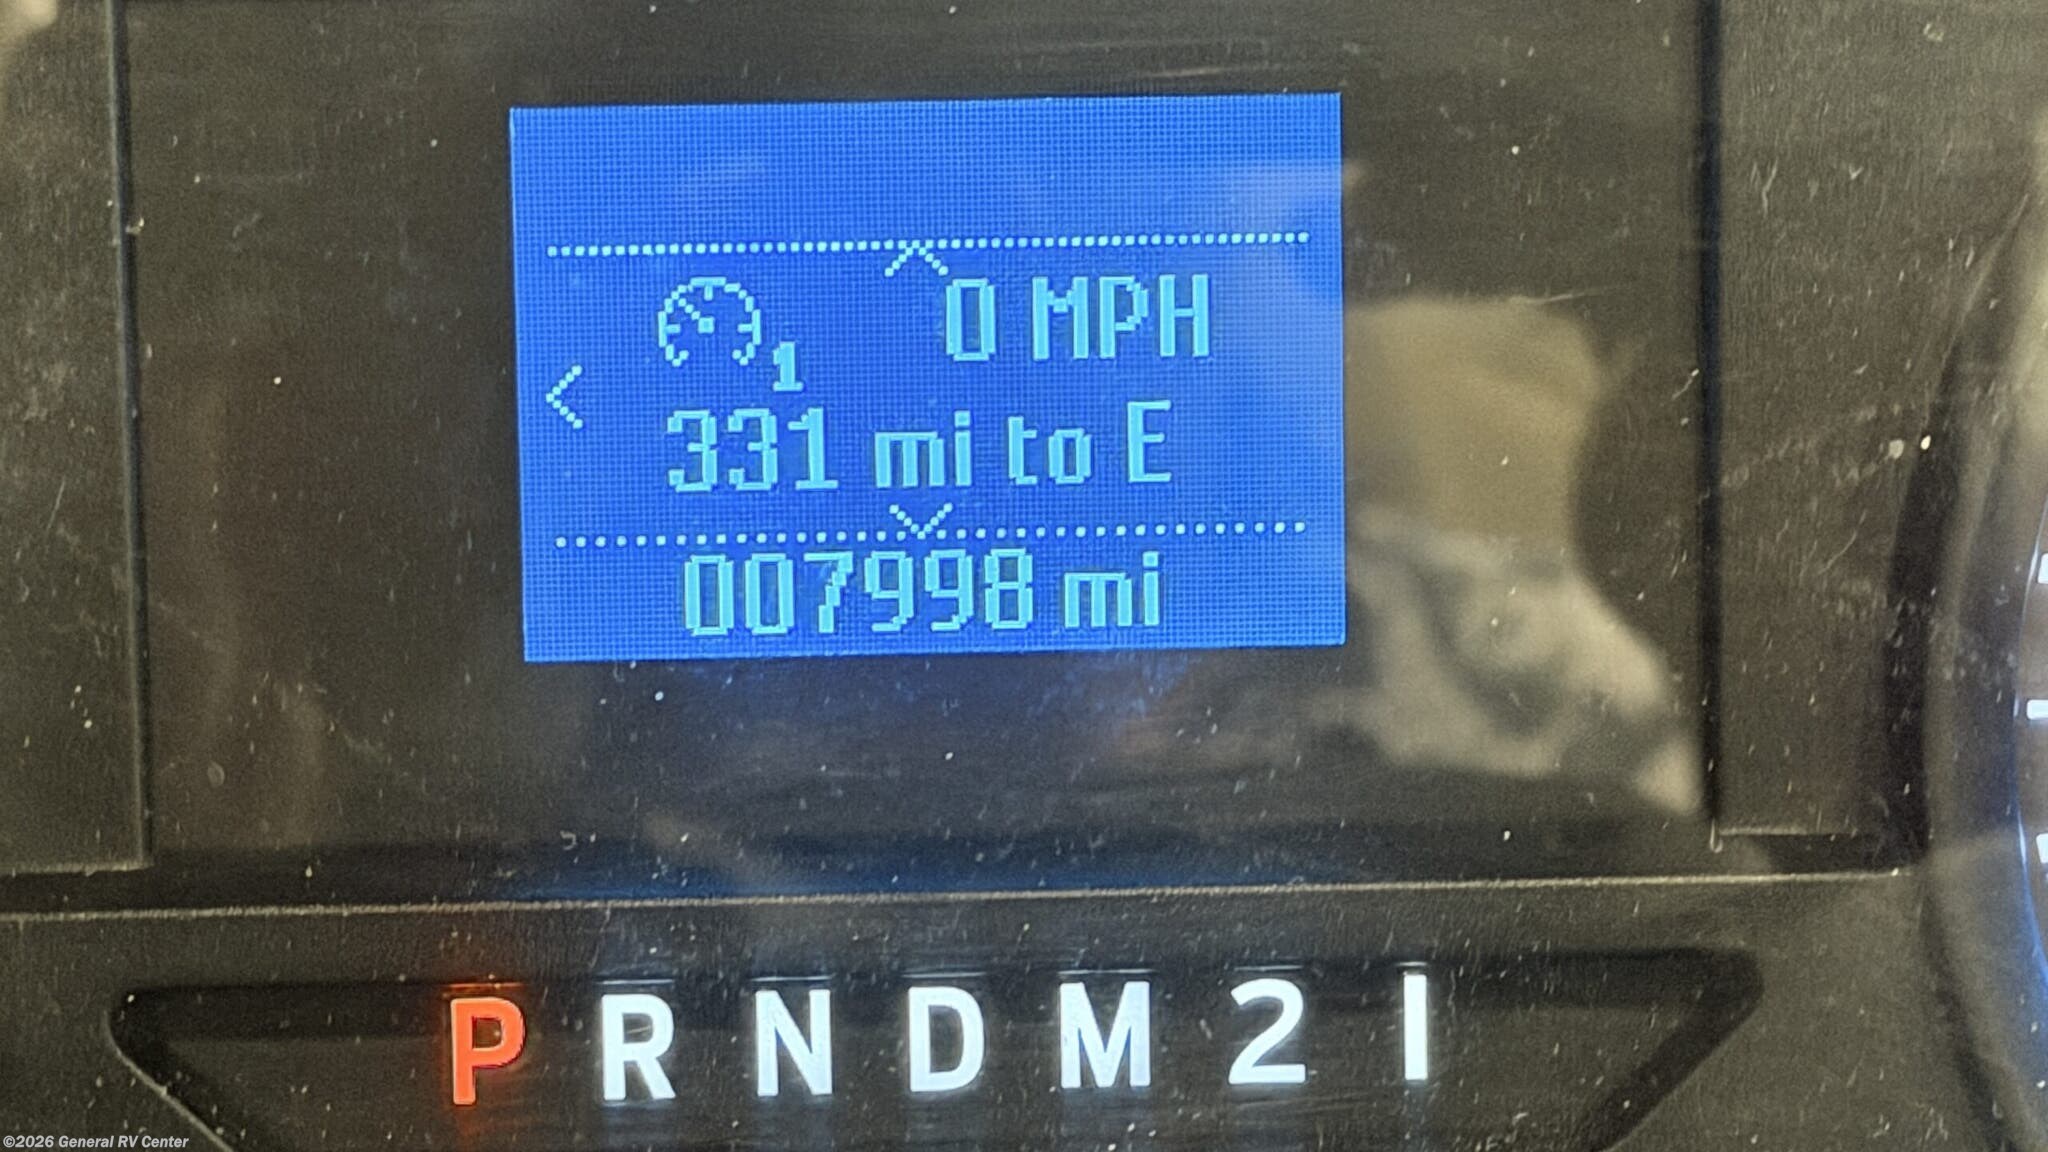 0 MPH
1
331 mi to E
007998 mi
P R N D M 2 1
©2026 General RV Center